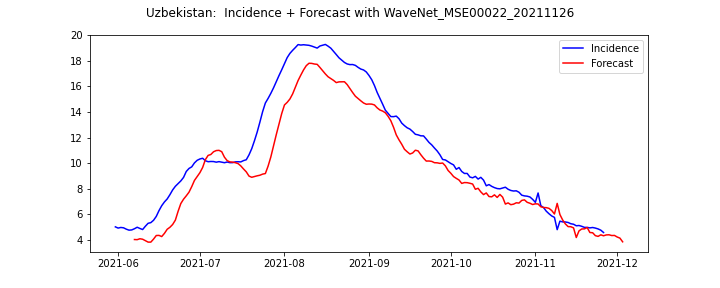 Uzbekistan:  Incidence + Forecast with WaveNet_MSE00022_20211126
20
18
16
14
12
10
8
6
4
Incidence
Forecast
2021-06 2021-07 2021-08 2021-09 2021-10 2021-11 2021-12